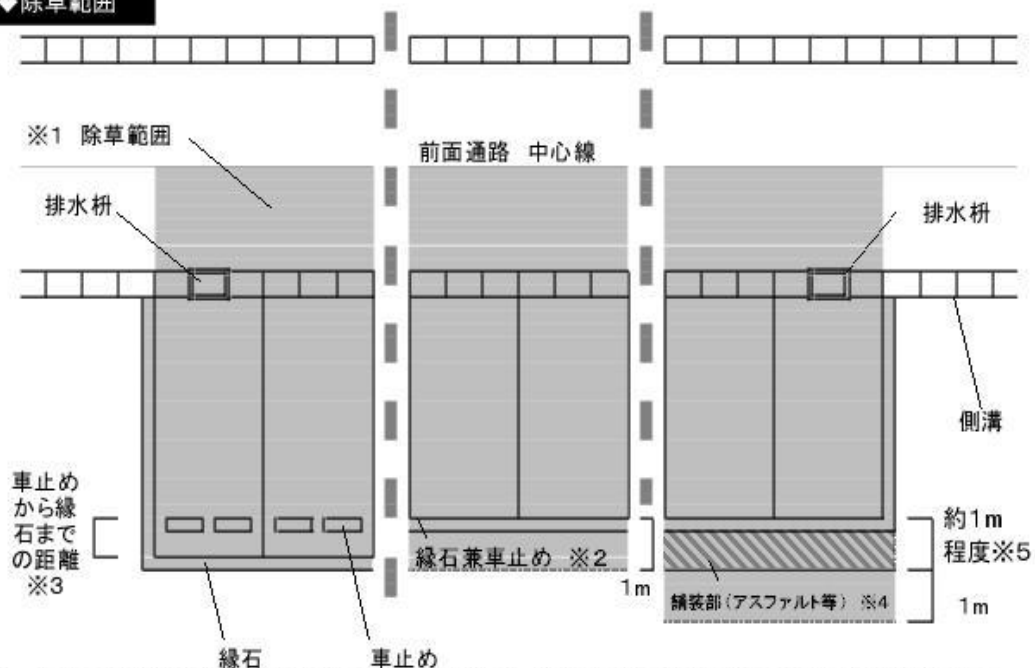 ◆除草範囲
※1 除草範囲
前面通路 中心線
排水枡
排水枡
側溝
車止め
から縁
石まで
の距離
※3
縁石兼車止め ※2
1m
約1m
程度※5
舗装部(アスファルト等) ※4
1m
縁石
車止め